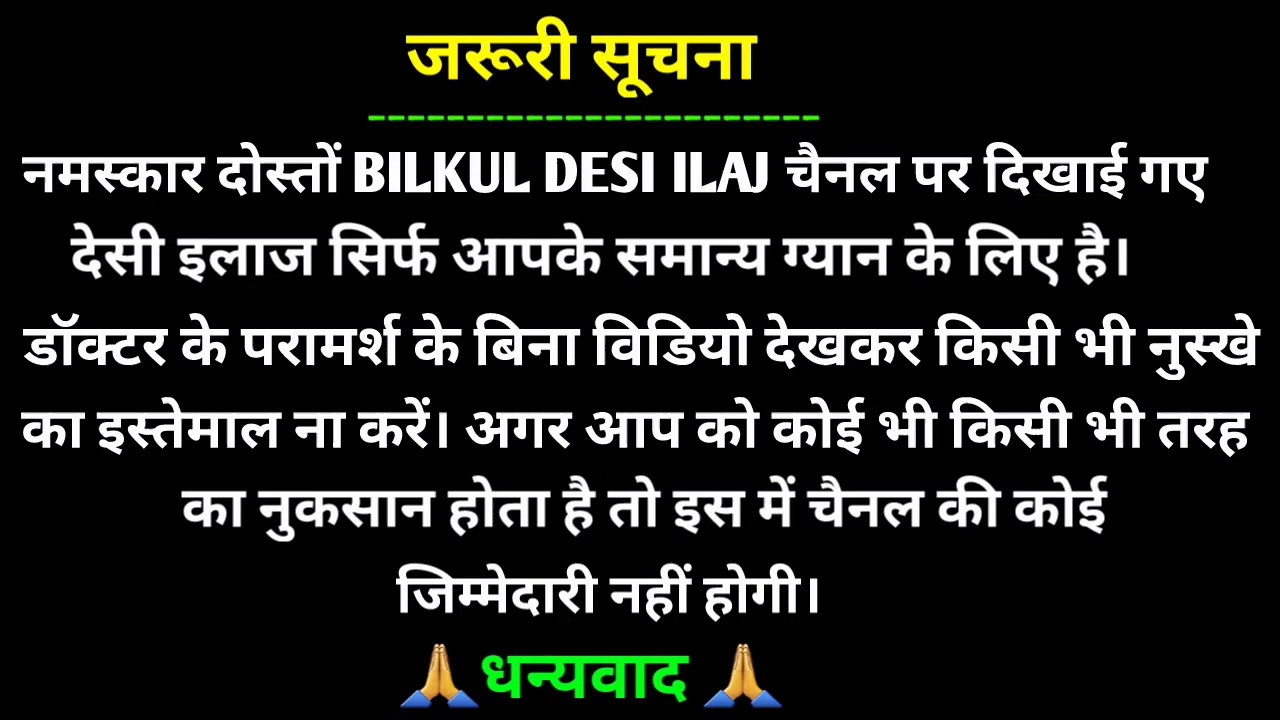 जरूरी सूचना
-----------------------
नमस्कार दोस्तों BILKUL DESI ILAJ चैनल पर दिखाई गए
देसी इलाज सिर्फ आपके समान्य ग्यान के लिए है।
डॉक्टर के परामर्श के बिना विडियो देखकर किसी भी नुस्खे
का इस्तेमाल ना करें। अगर आप को कोई भी किसी भी तरह
का नुकसान होता है तो इस में चैनल की कोई
जिम्मेदारी नहीं होगी।
🙏धन्यवाद 🙏